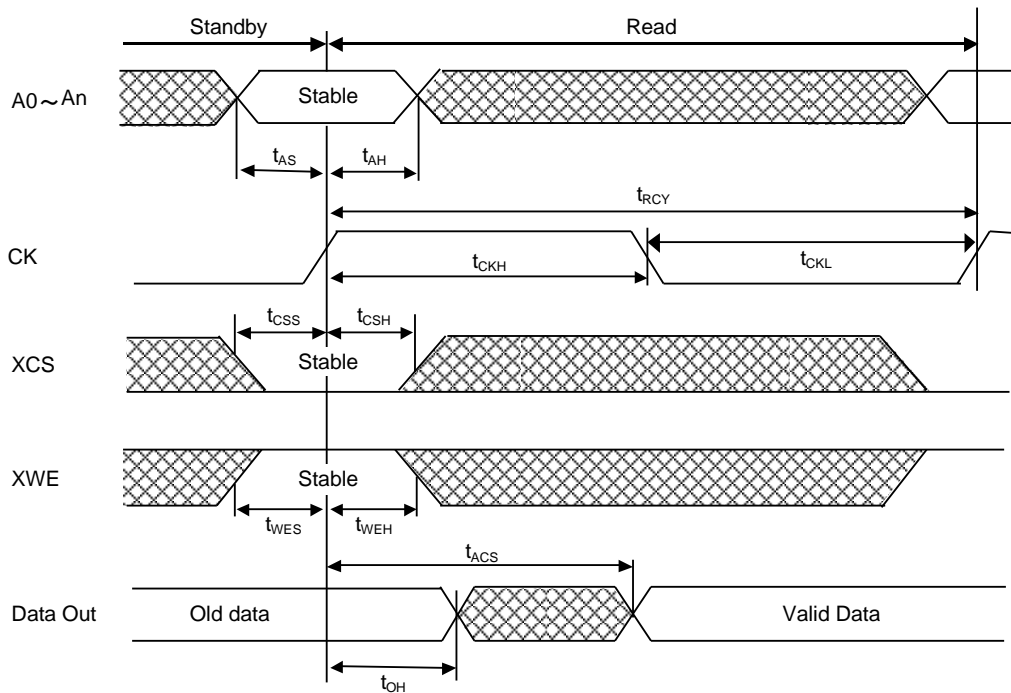 Standby
Read
A0～An
Stable
tAS
tAH
tRCY
CK
tCKH
tCKL
tCSS
tCSH
XCS
Stable
XWE
Stable
tWES
tWEH
tACS
Data Out
Old data
Valid Data
tOH